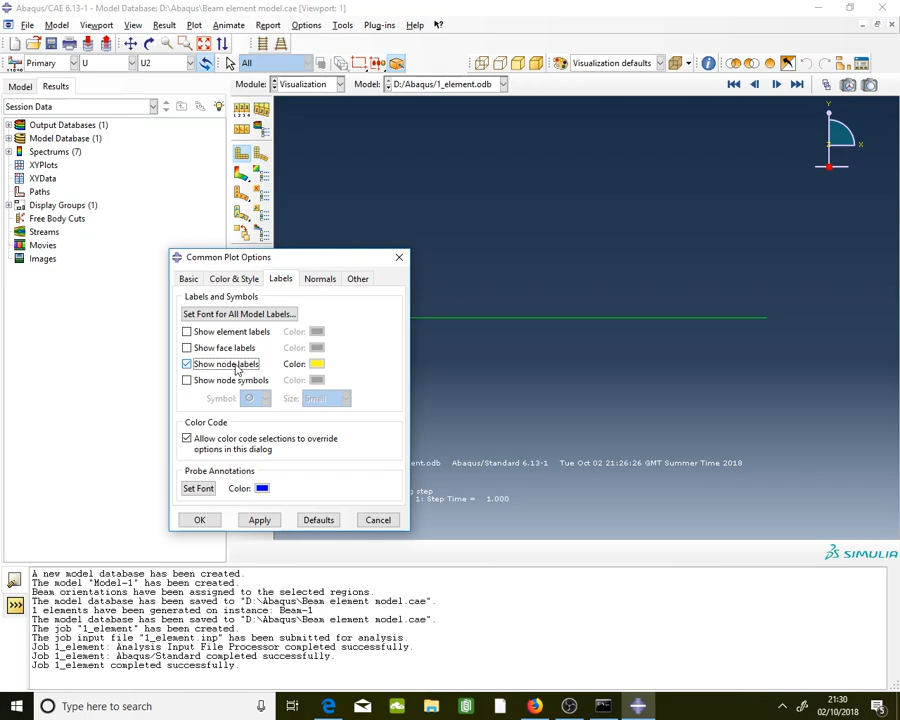 Abaqus/CAE 6.13-1 - Model Database: D:\Abaqus\Beam element model.cae [Viewport: 1]
File Model Viewport View Result Plot Animate Report Options Tools Plug-ins Help
Primary U U2 All Visualization defaults
Model Results Module: Visualization Model: D:/Abaqus/1_element.odb
Session Data
Output Databases (1)
Model Database (1)
Spectrums (7)
XYPlots
XYData
Paths
Display Groups (1)
Free Body Cuts
Streams
Movies
Images
Y
X
Common Plot Options
Basic Color & Style Labels Normals Other
Labels and Symbols
Set Font for All Model Labels...
Show element labels Color:
Show face labels Color:
Show node labels Color:
Show node symbols Color:
Symbol: Size: Small
Color Code
Allow color code selections to override
options in this dialog
Probe Annotations
Set Font Color:
OK Apply Defaults Cancel
ement.odb Abaqus/Standard 6.13-1 Tue Oct 02 21:26:26 GMT Summer Time 2018
g step
1: Step Time = 1.000
SIMULIA
A new model database has been created.
The model "Model-1" has been created.
Beam orientations have been assigned to the selected regions.
The model database has been saved to "D:\Abaqus\Beam element model.cae".
1 elements have been generated on instance: Beam-1
The model database has been saved to "D:\Abaqus\Beam element model.cae".
The job "1_element" has been created.
The job input file "1_element.inp" has been submitted for analysis.
Job 1_element: Analysis Input File Processor completed successfully.
Job 1_element: Abaqus/Standard completed successfully.
Job 1_element completed successfully.
Type here to search
21:30
02/10/2018
5